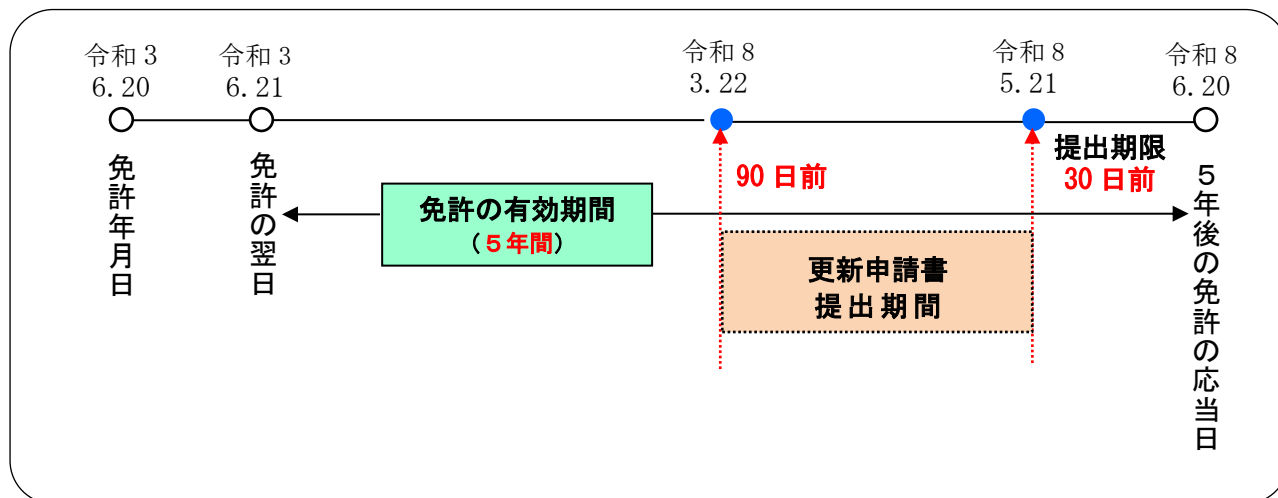 令和３
6.20
令和３
6.21
令和８
3.22
令和８
5.21
令和８
6.20
免許年月日
免許の翌日
90 日前
提出期限
30 日前
５年後の免許の応当日
免許の有効期間
（５年間）
更新申請書
提出期間